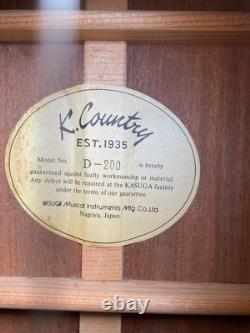 K. Country
EST. 1935
Model No. D-200 is hereby
guaranteed against faulty workmanship or material.
Any defect will be repaired at the KASUGA factory
under the terms of our guarantee.
KASUGA Musical Instruments Mfg. Co. Ltd.
Nagoya, Japan.
ebay